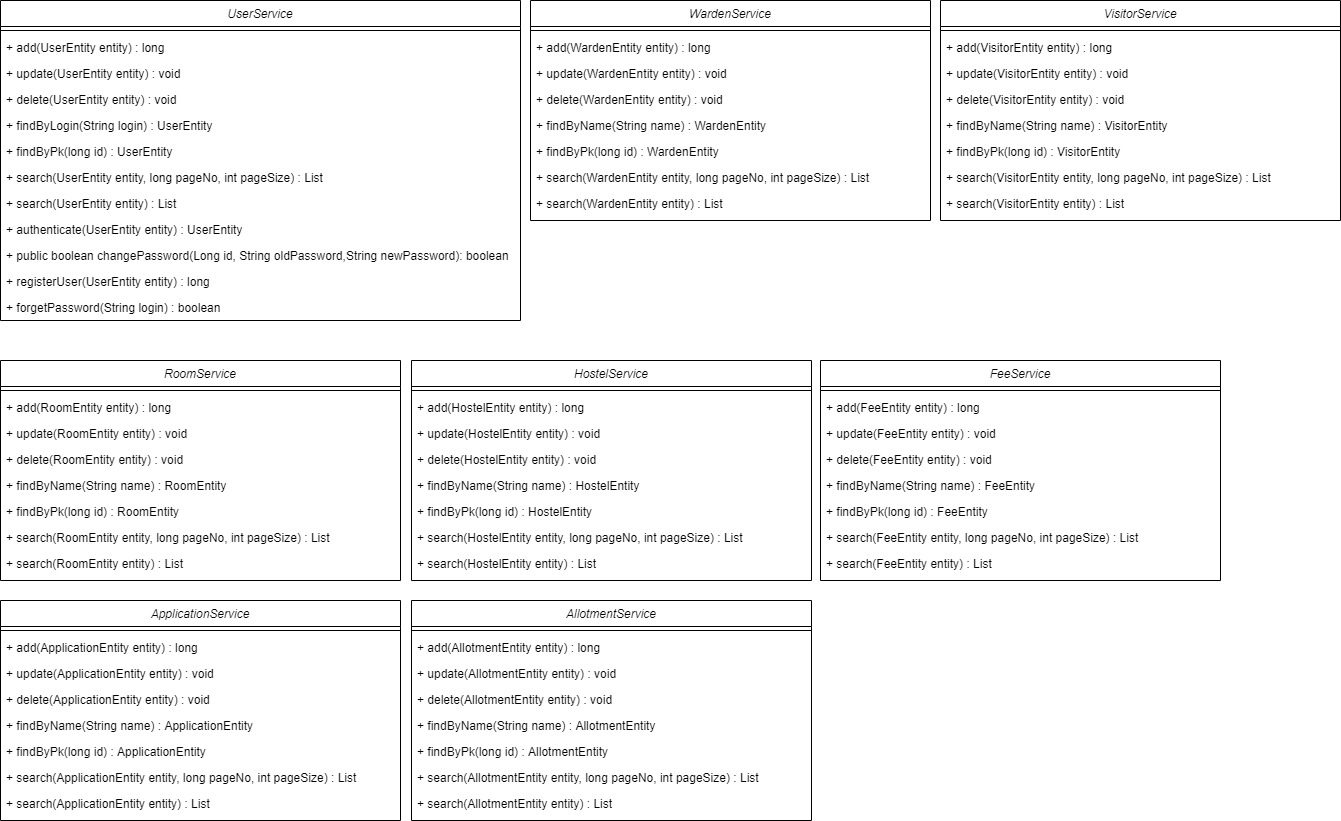 UserService
+ add(UserEntity entity) : long
+ update(UserEntity entity) : void
+ delete(UserEntity entity) : void
+ findByLogin(String login) : UserEntity
+ findByPk(long id) : UserEntity
+ search(UserEntity entity, long pageNo, int pageSize) : List
+ search(UserEntity entity) : List
+ authenticate(UserEntity entity) : UserEntity
+ public boolean changePassword(Long id, String oldPassword,String newPassword): boolean
+ registerUser(UserEntity entity) : long
+ forgetPassword(String login) : boolean
WardenService
+ add(WardenEntity entity) : long
+ update(WardenEntity entity) : void
+ delete(WardenEntity entity) : void
+ findByName(String name) : WardenEntity
+ findByPk(long id) : WardenEntity
+ search(WardenEntity entity, long pageNo, int pageSize) : List
+ search(WardenEntity entity) : List
VisitorService
+ add(VisitorEntity entity) : long
+ update(VisitorEntity entity) : void
+ delete(VisitorEntity entity) : void
+ findByName(String name) : VisitorEntity
+ findByPk(long id) : VisitorEntity
+ search(VisitorEntity entity, long pageNo, int pageSize) : List
+ search(VisitorEntity entity) : List
RoomService
+ add(RoomEntity entity) : long
+ update(RoomEntity entity) : void
+ delete(RoomEntity entity) : void
+ findByName(String name) : RoomEntity
+ findByPk(long id) : RoomEntity
+ search(RoomEntity entity, long pageNo, int pageSize) : List
+ search(RoomEntity entity) : List
HostelService
+ add(HostelEntity entity) : long
+ update(HostelEntity entity) : void
+ delete(HostelEntity entity) : void
+ findByName(String name) : HostelEntity
+ findByPk(long id) : HostelEntity
+ search(HostelEntity entity, long pageNo, int pageSize) : List
+ search(HostelEntity entity) : List
FeeService
+ add(FeeEntity entity) : long
+ update(FeeEntity entity) : void
+ delete(FeeEntity entity) : void
+ findByName(String name) : FeeEntity
+ findByPk(long id) : FeeEntity
+ search(FeeEntity entity, long pageNo, int pageSize) : List
+ search(FeeEntity entity) : List
ApplicationService
+ add(ApplicationEntity entity) : long
+ update(ApplicationEntity entity) : void
+ delete(ApplicationEntity entity) : void
+ findByName(String name) : ApplicationEntity
+ findByPk(long id) : ApplicationEntity
+ search(ApplicationEntity entity, long pageNo, int pageSize) : List
+ search(ApplicationEntity entity) : List
AllotmentService
+ add(AllotmentEntity entity) : long
+ update(AllotmentEntity entity) : void
+ delete(AllotmentEntity entity) : void
+ findByName(String name) : AllotmentEntity
+ findByPk(long id) : AllotmentEntity
+ search(AllotmentEntity entity, long pageNo, int pageSize) : List
+ search(AllotmentEntity entity) : List